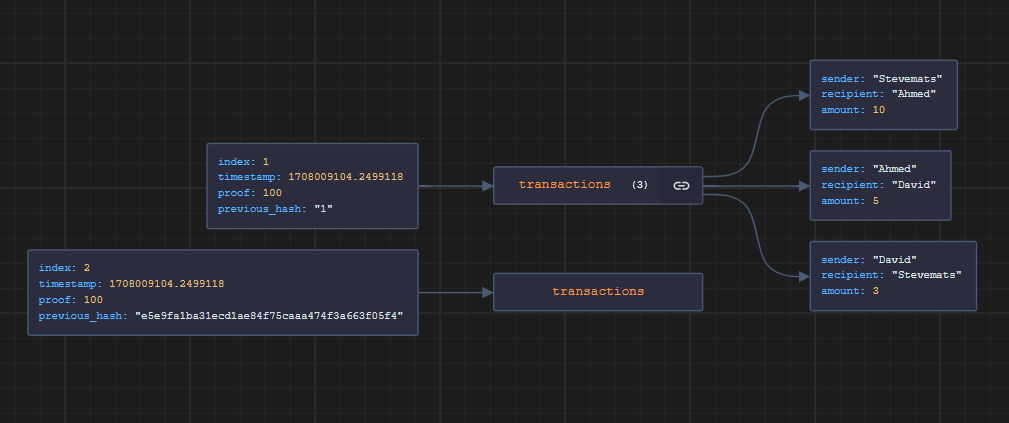 sender: "Stevemats"
recipient: "Ahmed"
amount: 10
index: 1
timestamp: 1708009104.2499118
proof: 100
previous_hash: "1"
transactions (3)
sender: "Ahmed"
recipient: "David"
amount: 5
index: 2
timestamp: 1708009104.2499118
proof: 100
previous_hash: "e5e9fa1ba31ecd1ae84f75caaa474f3a663f05f4"
transactions
sender: "David"
recipient: "Stevemats"
amount: 3